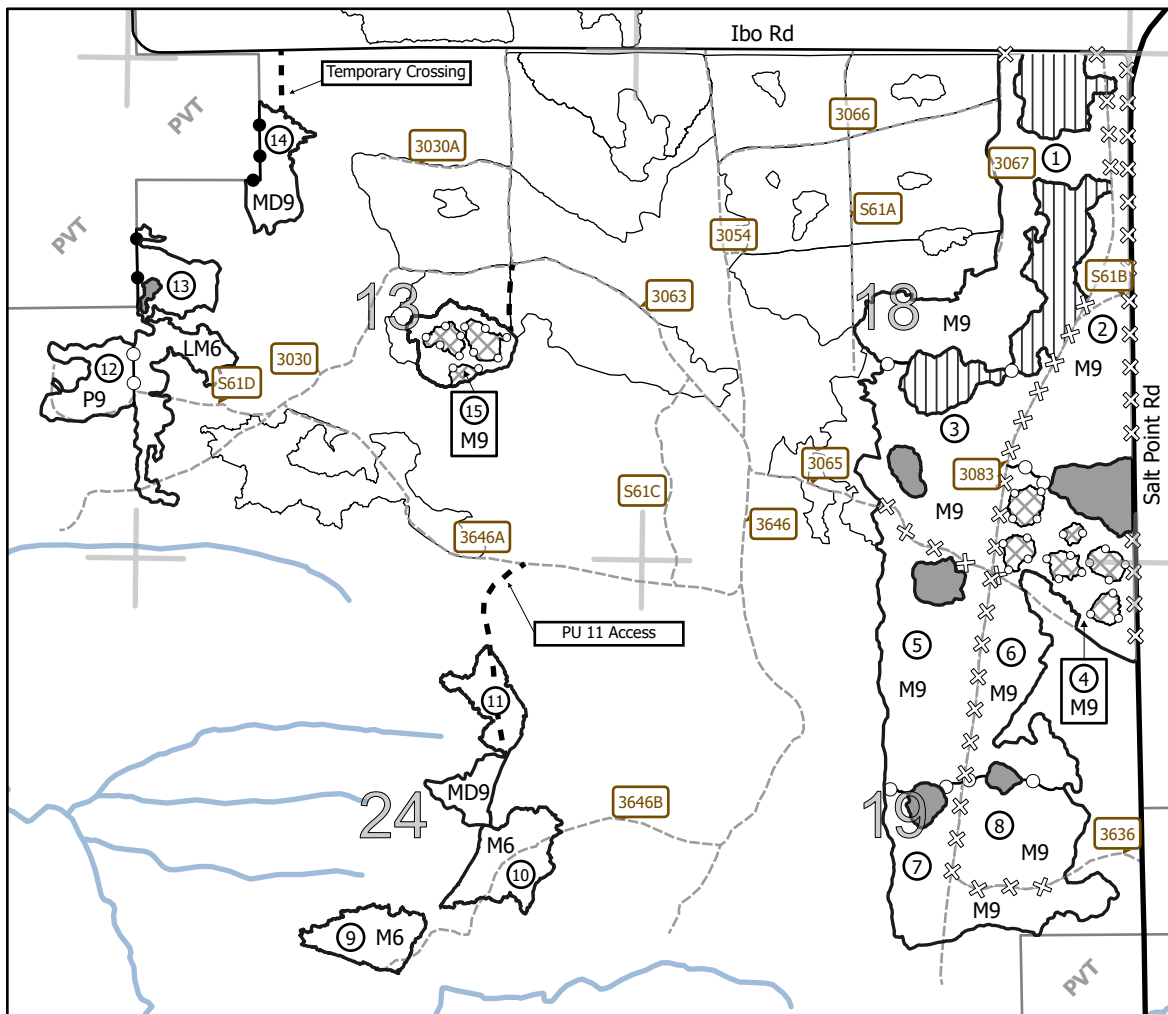 Ibo Rd
Temporary Crossing
PVT
14
MD9
3030A
3066
1
3067
S61A
3054
PVT
13
S61B
13
3063
18
M9
2
M9
LM6
12
P9
3030
S61D
15
M9
3
3065
3083
S61C
M9
3646
3646A
Salt Point Rd
PU 11 Access
5
M9
6
M9
4
M9
11
MD9
24
3646B
19
8
M9
3636
M6
10
7
M9
9
M6
PVT